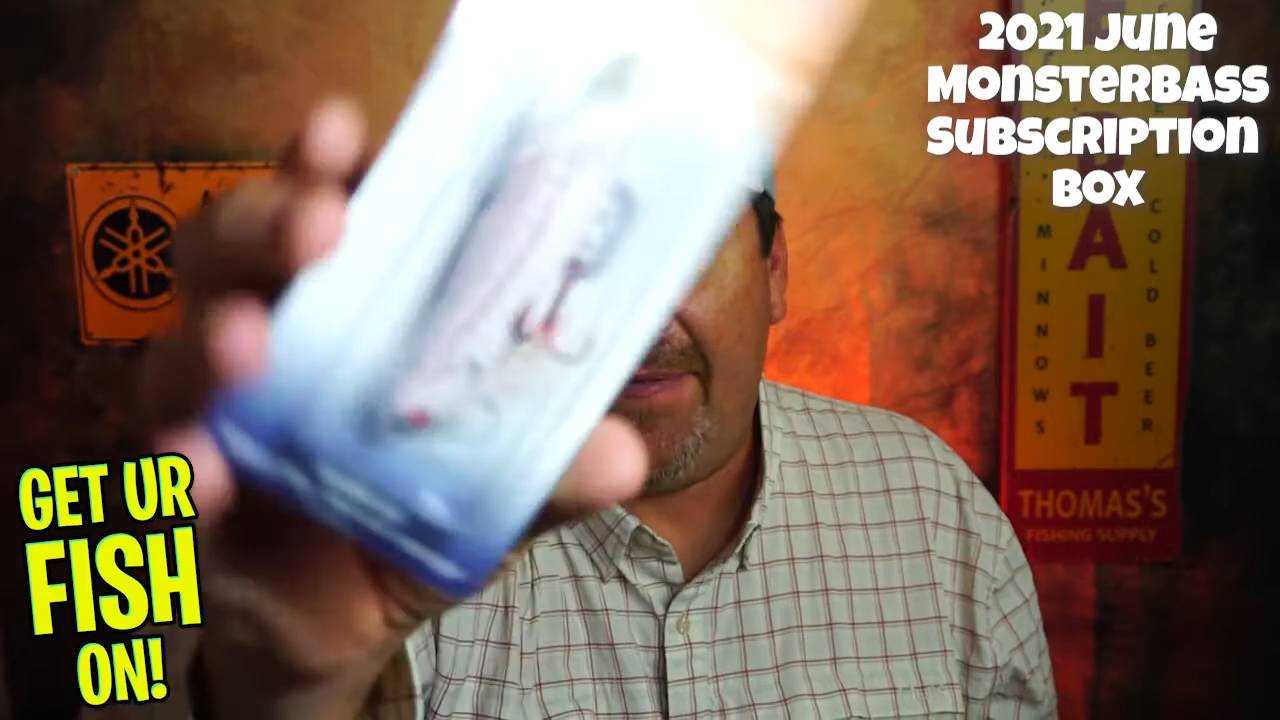 2021 June
MonsterBass
Subscription
Box
GET UR
FISH
ON!
BAIT
MINNOWS
COLD BEER
THOMAS'S
FISHING SUPPLY